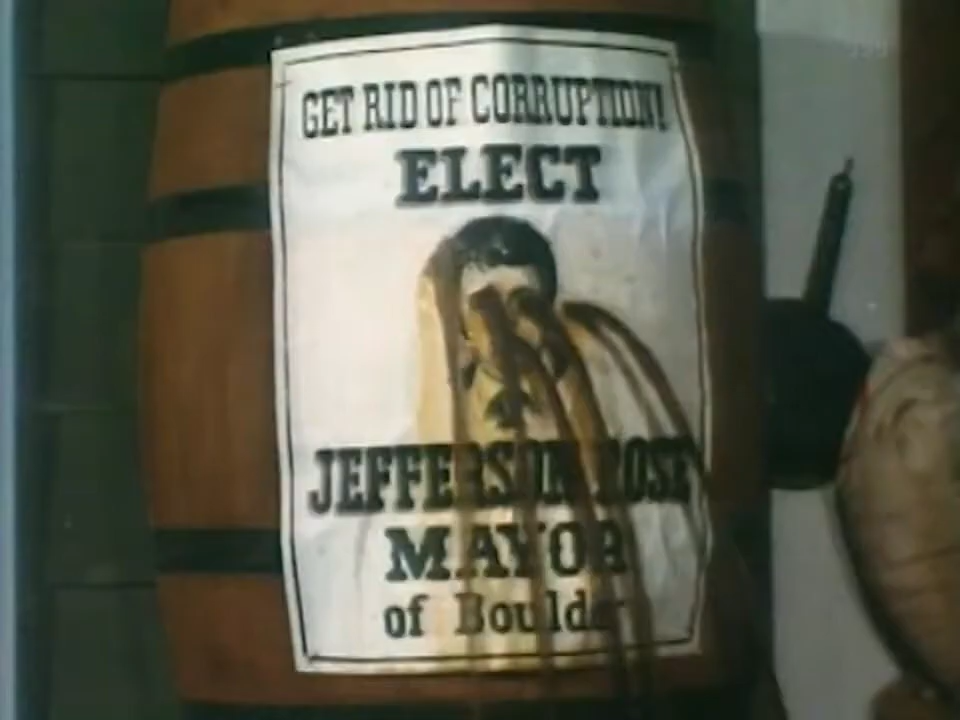 GET RID OF CORRUPTION!
ELECT
JEFFERSON ROSE
MAYOR
of Boulder